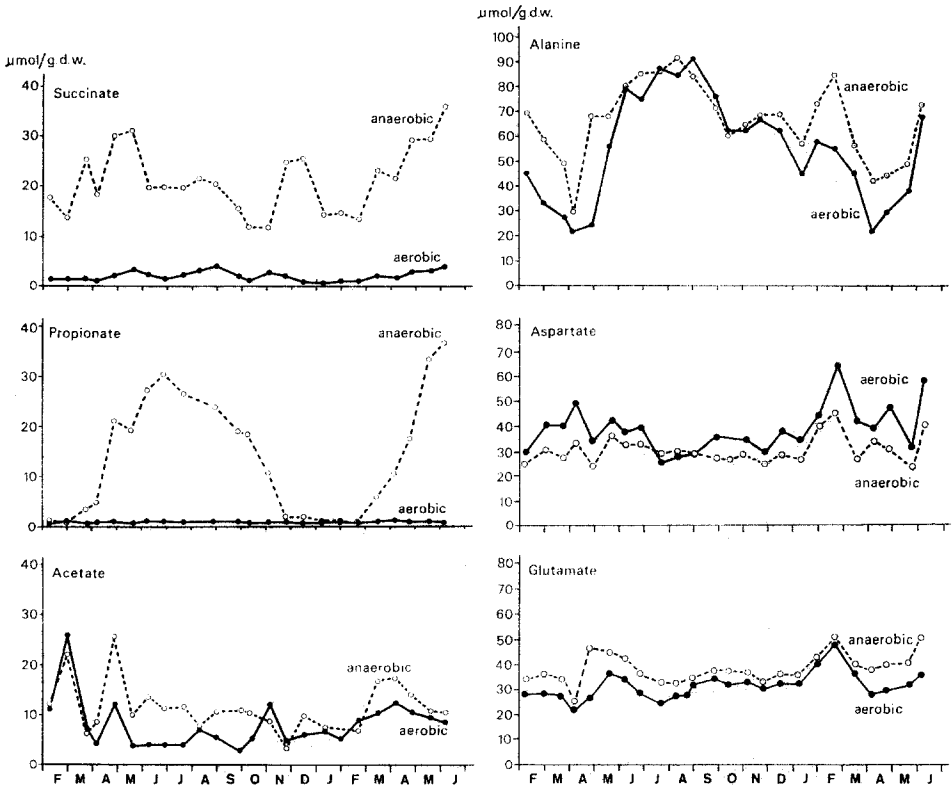 μmol/g.d.w.
Succinate
40
30
20
10
0
anaerobic
aerobic
Propionate
40
30
20
10
0
anaerobic
aerobic
Acetate
40
30
20
10
0
anaerobic
aerobic
F M A M J J A S O N D J F M A M J
μmol/g.d.w.
Alanine
100
90
80
70
60
50
40
30
20
10
0
anaerobic
aerobic
Aspartate
80
70
60
50
40
30
20
10
0
aerobic
anaerobic
Glutamate
80
70
60
50
40
30
20
10
0
anaerobic
aerobic
F M A M J J A S O N D J F M A M J